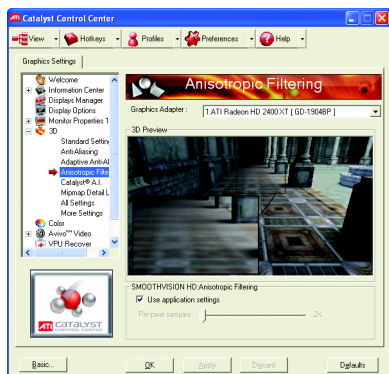 ATI Catalyst Control Center
View Hotkeys Profiles Preferences Help
Graphics Settings
Welcome
Information Center
Displays Manager
Display Options
Monitor Properties 1
3D
Standard Settin
Anti-Aliasing
Adaptive Anti-Al
Anisotropic Filte
Catalyst® A.I.
Mipmap Detail L
All Settings
More Settings
Color
Avivo™ Video
VPU Recover
ATI CATALYST
CONTROL CENTER
Anisotropic Filtering
Graphics Adapter :
1.ATI Radeon HD 2400 XT [ GD-1904BP ]
3D Preview
SMOOTHVISION HD:Anisotropic Filtering
Use application settings
Per-pixel samples 2X
Basic... OK Apply Discard Defaults